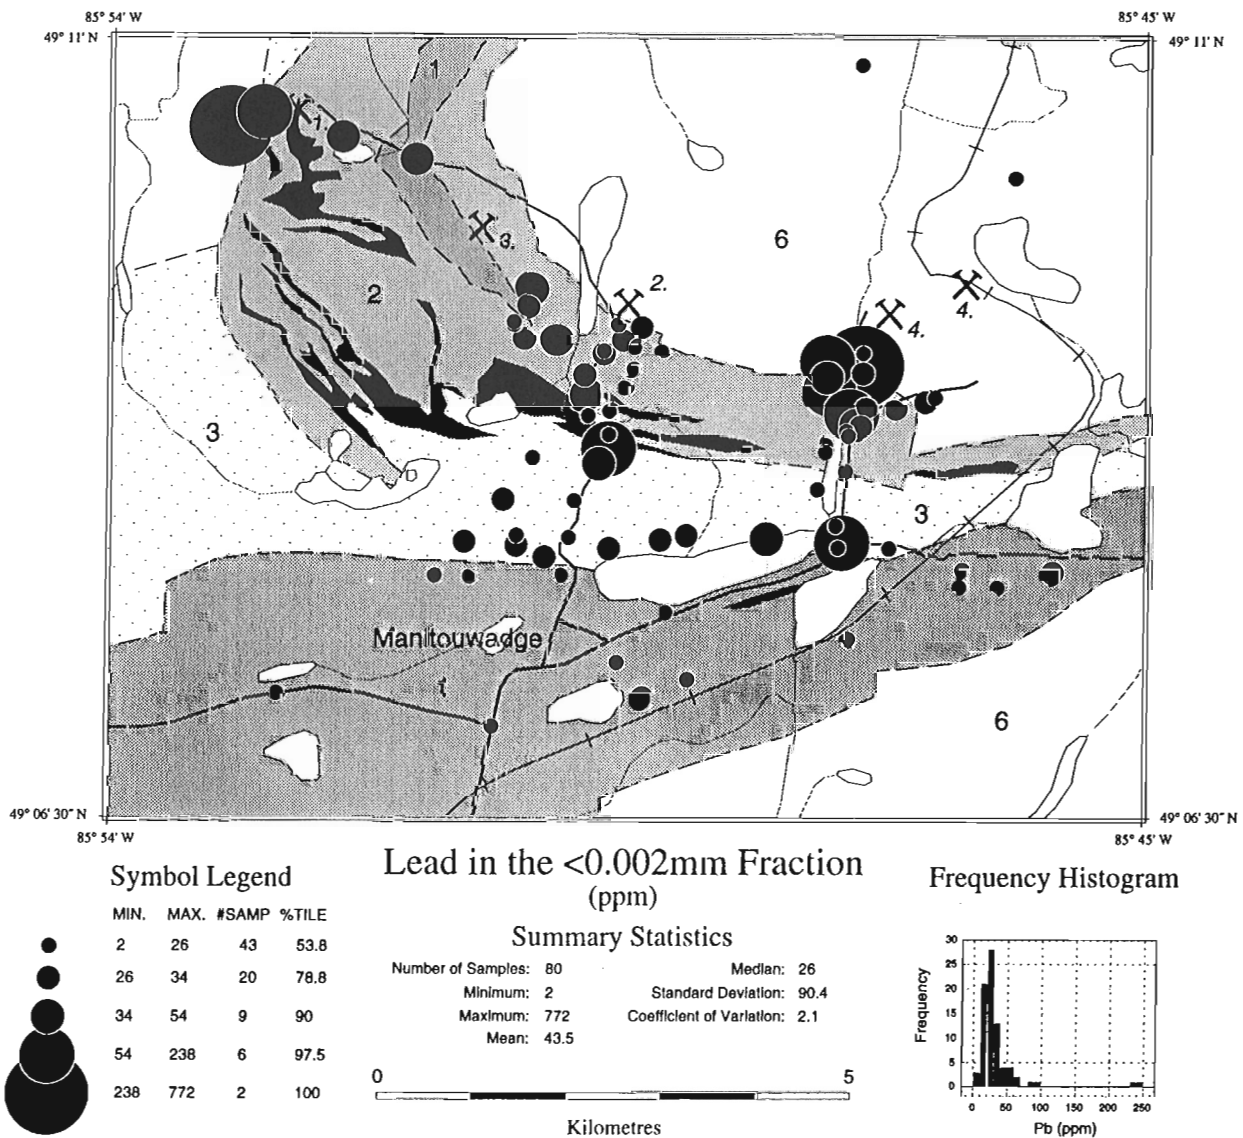 85° 54' W 85° 45' W
49° 11' N 49° 11' N
1
1.
6
3.
2.
2
4.
4.
3
3
Manitouwadge
6
49° 06' 30" N 49° 06' 30" N
85° 54' W 85° 45' W
Lead in the <0.002mm Fraction
(ppm)
Symbol Legend
MIN. MAX. #SAMP %TILE
2 26 43 53.8
26 34 20 78.8
34 54 9 90
54 238 6 97.5
238 772 2 100
Summary Statistics
Number of Samples: 80 Median: 26
Minimum: 2 Standard Deviation: 90.4
Maximum: 772 Coefficient of Variation: 2.1
Mean: 43.5
0 5
Kilometres
Frequency Histogram
Frequency
30
25
20
15
10
5
0
0 50 100 150 200 250
Pb (ppm)